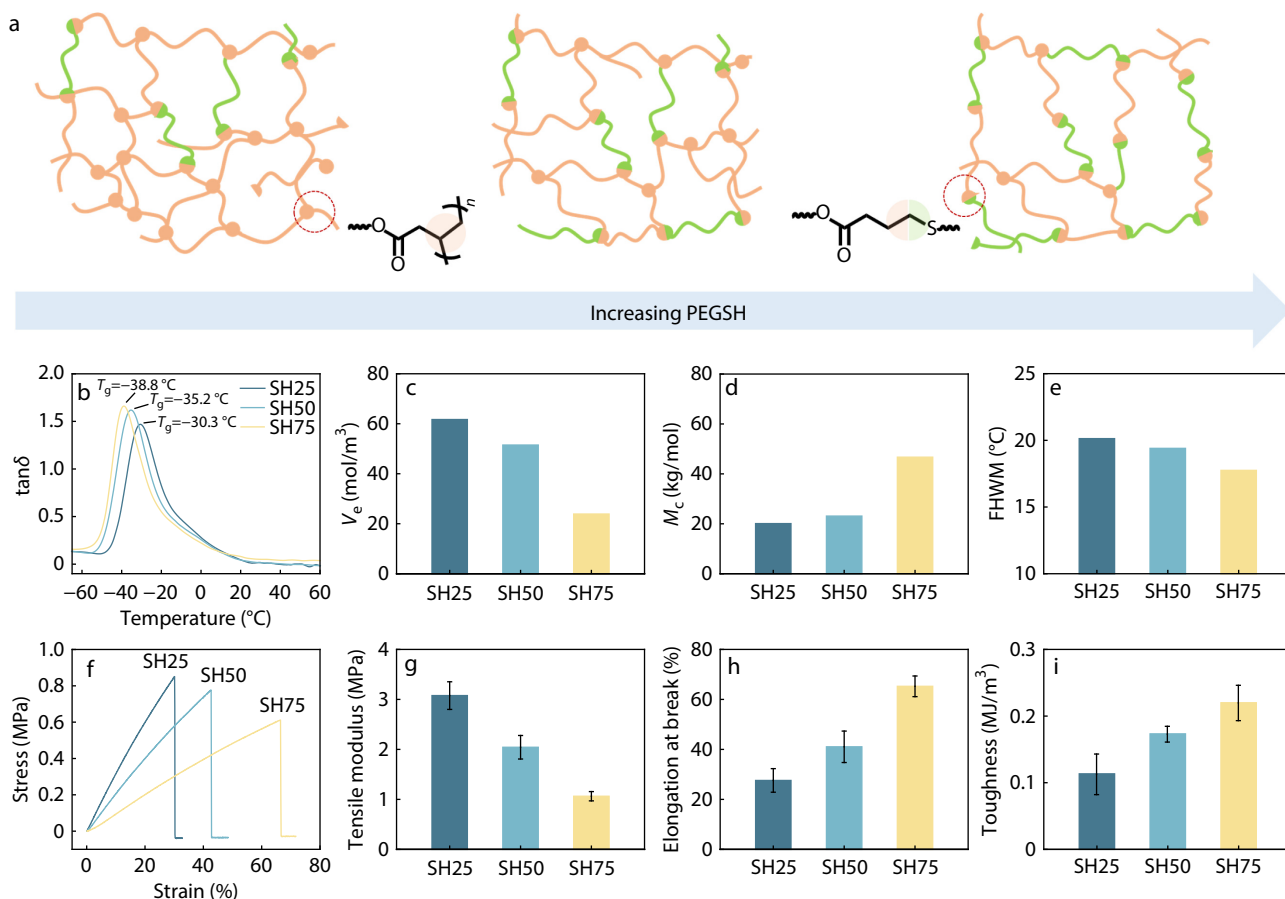 a
n
O
O
O
S
O
Increasing PEGSH
b
2.0
1.5
1.0
0.5
0
tanδ
Tg=−38.8 °C
Tg=−35.2 °C
Tg=−30.3 °C
SH25
SH50
SH75
−60 −40 −20 0 20 40 60
Temperature (°C)
c
80
60
40
20
0
Ve (mol/m³)
SH25 SH50 SH75
d
80
60
40
20
0
Mc (kg/mol)
SH25 SH50 SH75
e
25
20
15
10
FHWM (°C)
SH25 SH50 SH75
f
1.0
0.8
0.6
0.4
0.2
0
Stress (MPa)
SH25
SH50
SH75
0 20 40 60 80
Strain (%)
g
4
3
2
1
0
Tensile modulus (MPa)
SH25 SH50 SH75
h
80
60
40
20
0
Elongation at break (%)
SH25 SH50 SH75
i
0.3
0.2
0.1
0
Toughness (MJ/m³)
SH25 SH50 SH75